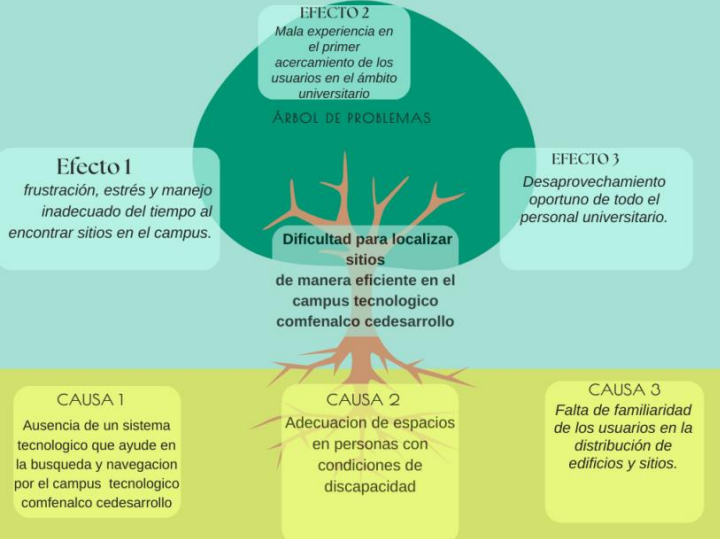 EFECTO 2
Mala experiencia en
el primer
acercamiento de los
usuarios en el ámbito
universitario
ÁRBOL DE PROBLEMAS
Efecto 1
frustración, estrés y manejo
inadecuado del tiempo al
encontrar sitios en el campus.
EFECTO 3
Desaprovechamiento
oportuno de todo el
personal universitario.
Dificultad para localizar
sitios
de manera eficiente en el
campus tecnologico
comfenalco cedesarrollo
CAUSA 1
Ausencia de un sistema
tecnologico que ayude en
la busqueda y navegacion
por el campus tecnologico
comfenalco cedesarrollo
CAUSA 2
Adecuacion de espacios
en personas con
condiciones de
discapacidad
CAUSA 3
Falta de familiaridad
de los usuarios en la
distribución de
edificios y sitios.